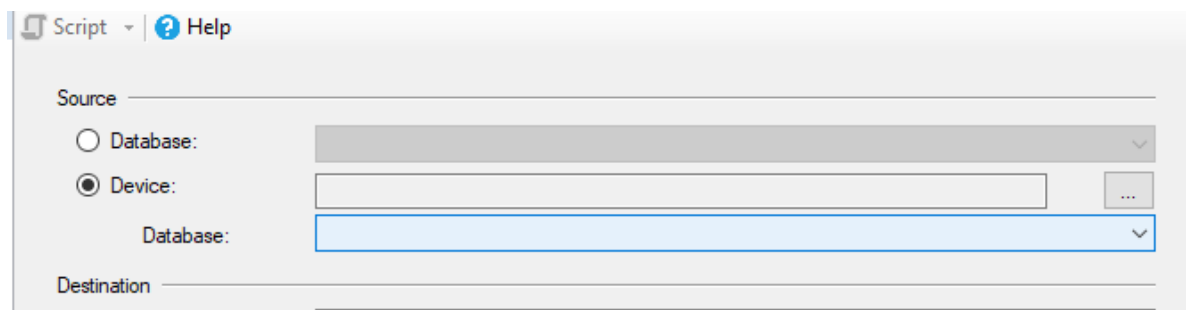 Script Help
Source
Database:
Device:
...
Database:
Destination